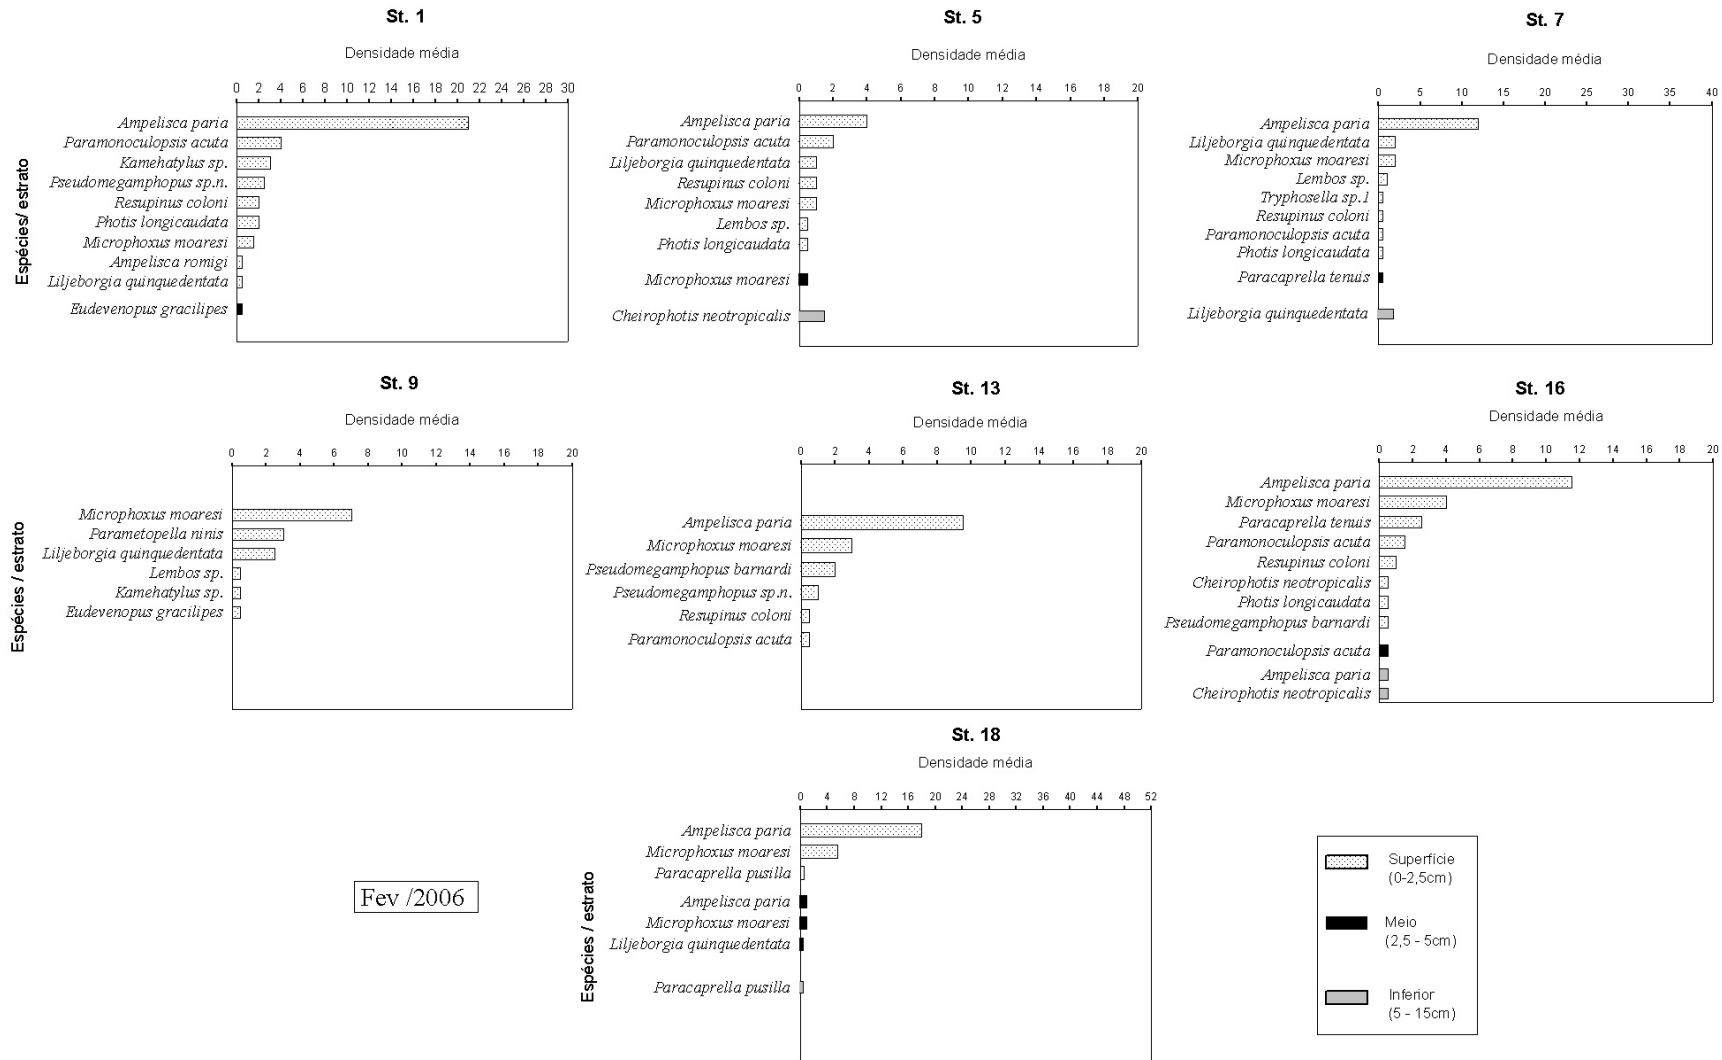 St. 1
Densidade média
0 2 4 6 8 10 12 14 16 18 20 22 24 26 28 30
Espécies/ estrato
Ampelisca paria
Paramonoculopsis acuta
Kamehatylus sp.
Pseudomegamphopus sp.n.
Resupinus coloni
Photis longicaudata
Microphoxus moaresi
Ampelisca romigi
Liljeborgia quinquedentata
Eudevenopus gracilipes
St. 5
Densidade média
0 2 4 6 8 10 12 14 16 18 20
Ampelisca paria
Paramonoculopsis acuta
Liljeborgia quinquedentata
Resupinus coloni
Microphoxus moaresi
Lembos sp.
Photis longicaudata
Microphoxus moaresi
Cheirophotis neotropicalis
St. 7
Densidade média
0 5 10 15 20 25 30 35 40
Ampelisca paria
Liljeborgia quinquedentata
Microphoxus moaresi
Lembos sp.
Tryphosella sp.1
Resupinus coloni
Paramonoculopsis acuta
Photis longicaudata
Paracaprella tenuis
Liljeborgia quinquedentata
St. 9
Densidade média
0 2 4 6 8 10 12 14 16 18 20
Espécies / estrato
Microphoxus moaresi
Parametopella ninis
Liljeborgia quinquedentata
Lembos sp.
Kamehatylus sp.
Eudevenopus gracilipes
St. 13
Densidade média
0 2 4 6 8 10 12 14 16 18 20
Ampelisca paria
Microphoxus moaresi
Pseudomegamphopus barnardi
Pseudomegamphopus sp.n.
Resupinus coloni
Paramonoculopsis acuta
St. 16
Densidade média
0 2 4 6 8 10 12 14 16 18 20
Ampelisca paria
Microphoxus moaresi
Paracaprella tenuis
Paramonoculopsis acuta
Resupinus coloni
Cheirophotis neotropicalis
Photis longicaudata
Pseudomegamphopus barnardi
Paramonoculopsis acuta
Ampelisca paria
Cheirophotis neotropicalis
St. 18
Densidade média
0 4 8 12 16 20 24 28 32 36 40 44 48 52
Espécies / estrato
Ampelisca paria
Microphoxus moaresi
Paracaprella pusilla
Ampelisca paria
Microphoxus moaresi
Liljeborgia quinquedentata
Paracaprella pusilla
Fev /2006
Superfície
(0-2,5cm)
Meio
(2,5 - 5cm)
Inferior
(5 - 15cm)